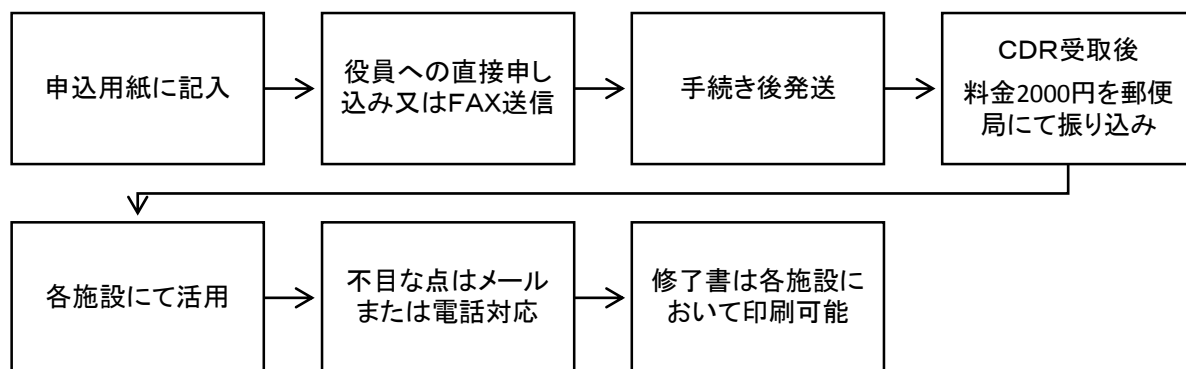 申込用紙に記入
役員への直接申し
込み又はFAX送信
手続き後発送
CDR受取後
料金2000円を郵便
局にて振り込み
各施設にて活用
不目な点はメール
または電話対応
修了書は各施設に
おいて印刷可能